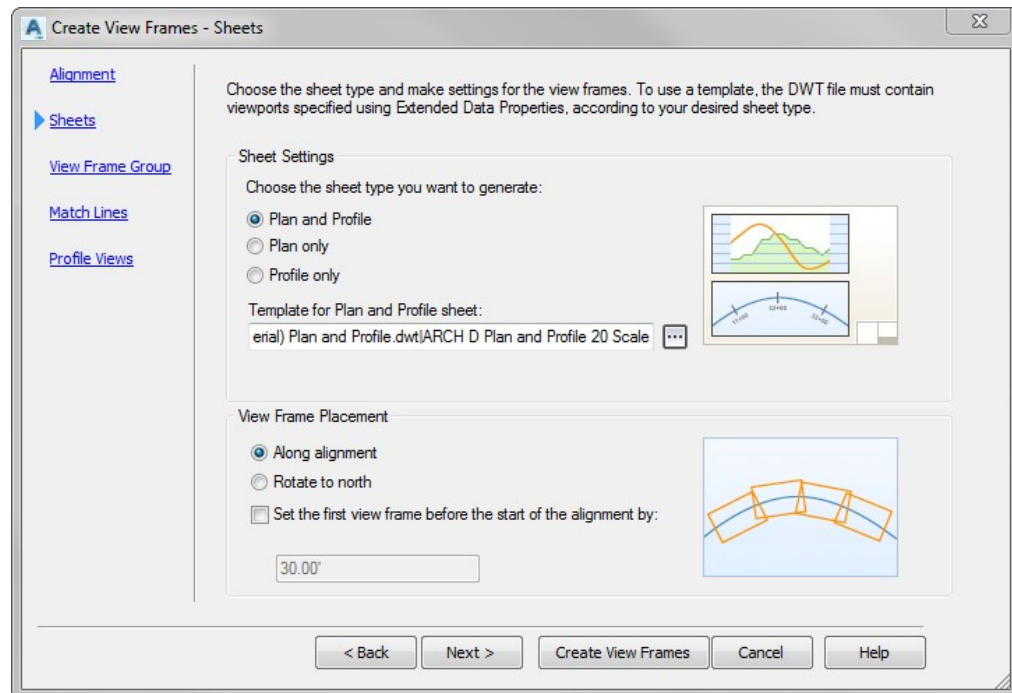 Create View Frames - Sheets
Alignment
Sheets
View Frame Group
Match Lines
Profile Views
Choose the sheet type and make settings for the view frames. To use a template, the DWT file must contain
viewports specified using Extended Data Properties, according to your desired sheet type.
Sheet Settings
Choose the sheet type you want to generate:
Plan and Profile
Plan only
Profile only
Template for Plan and Profile sheet:
erial) Plan and Profile.dwt|ARCH D Plan and Profile 20 Scale
...
View Frame Placement
Along alignment
Rotate to north
Set the first view frame before the start of the alignment by:
30.00'
< Back
Next >
Create View Frames
Cancel
Help